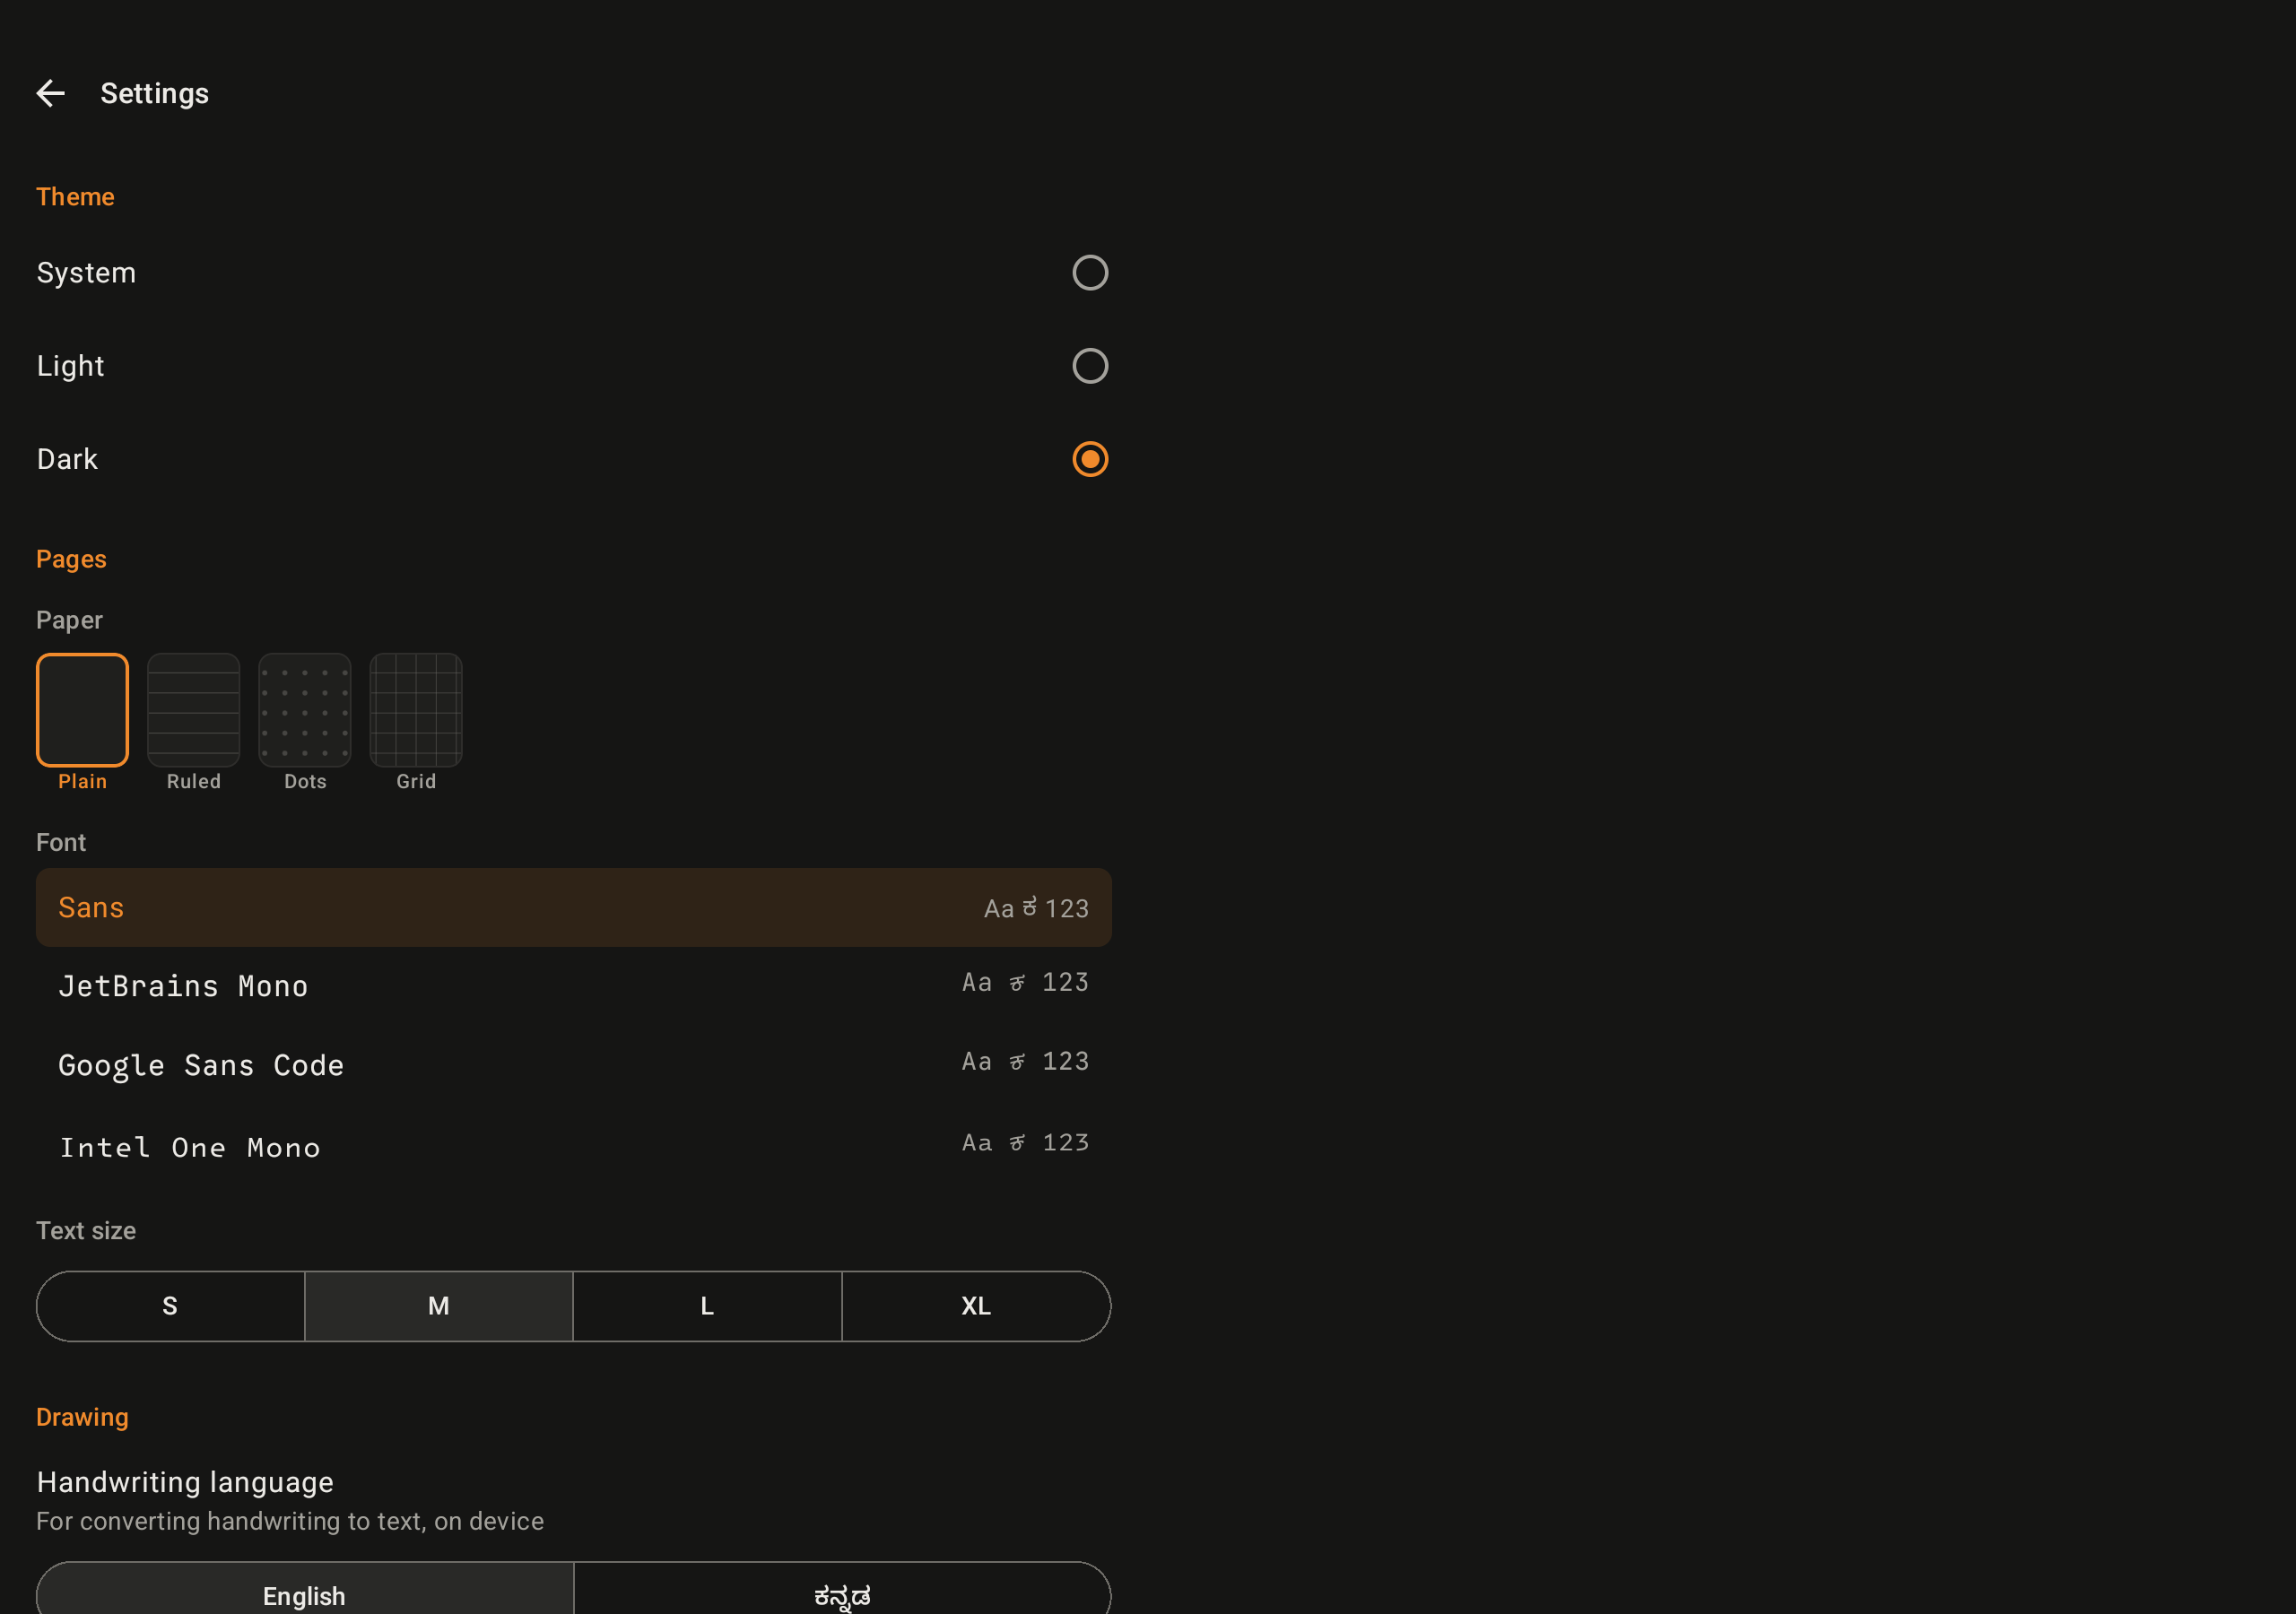 Settings
Theme
System
Light
Dark
Pages
Paper
Plain Ruled Dots Grid
Font
Sans Aa ಕ 123
JetBrains Mono Aa ಕ 123
Google Sans Code Aa ಕ 123
Intel One Mono Aa ಕ 123
Text size
S M L XL
Drawing
Handwriting language
For converting handwriting to text, on device
English ಕನ್ನಡ